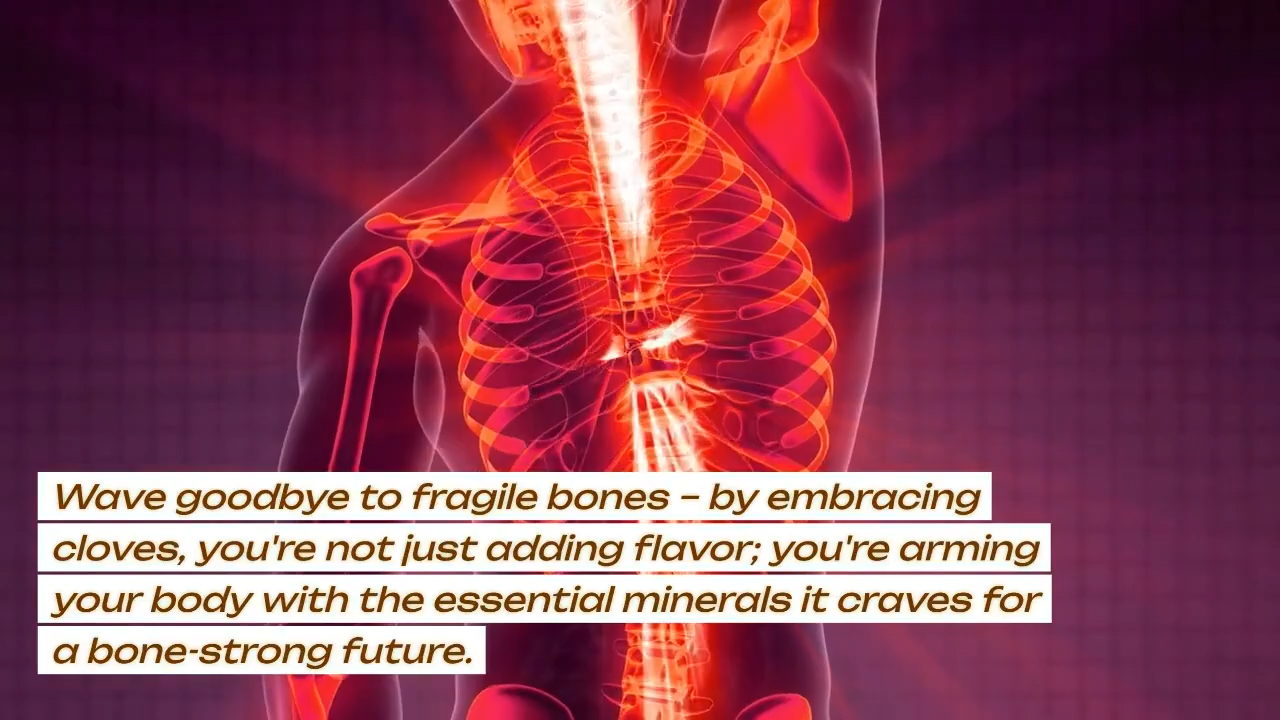 Wave goodbye to fragile bones – by embracing
cloves, you're not just adding flavor; you're arming
your body with the essential minerals it craves for
a bone-strong future.